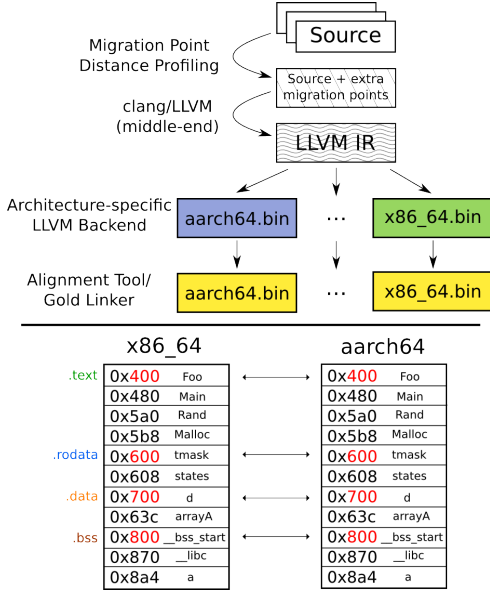 Source
Migration Point
Distance Profiling
Source + extra
migration points
clang/LLVM
(middle-end)
LLVM IR
Architecture-specific
LLVM Backend
aarch64.bin ... x86_64.bin
Alignment Tool/
Gold Linker
aarch64.bin ... x86_64.bin
x86_64 aarch64
.text 0x400 Foo 0x400 Foo
0x480 Main 0x480 Main
0x5a0 Rand 0x5a0 Rand
0x5b8 Malloc 0x5b8 Malloc
.rodata 0x600 tmask 0x600 tmask
0x608 states 0x608 states
.data 0x700 d 0x700 d
0x63c arrayA 0x63c arrayA
.bss 0x800 __bss_start 0x800 __bss_start
0x870 __libc 0x870 __libc
0x8a4 a 0x8a4 a